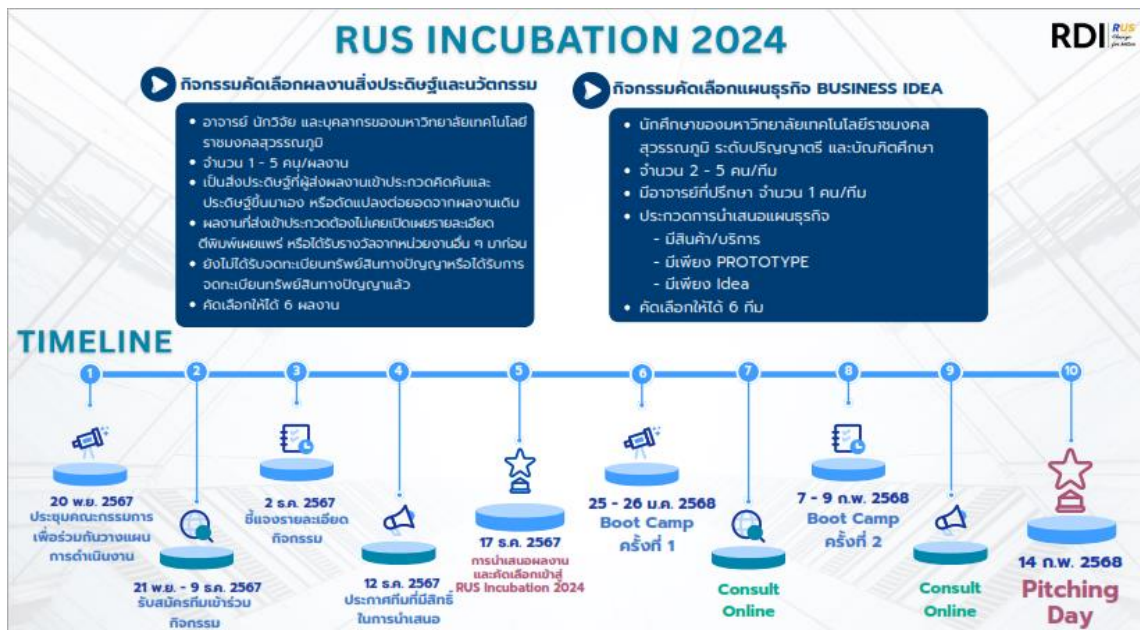 RUS INCUBATION 2024
RDI
RUS
กิจกรรมคัดเลือกผลงานสิ่งประดิษฐ์และนวัตกรรม
อาจารย์ นักวิจัย และบุคลากรของมหาวิทยาลัยเทคโนโลยี
ราชมงคลสุวรรณภูมิ
จำนวน 1 - 5 คน/ผลงาน
เป็นสิ่งประดิษฐ์ที่ผู้ส่งผลงานเข้าประกวดคิดค้นและ
ประดิษฐ์ขึ้นมาเอง หรือดัดแปลงต่อยอดจากผลงานเดิม
ผลงานที่ส่งเข้าประกวดต้องไม่เคยเปิดเผยรายละเอียด
ตีพิมพ์เผยแพร่ หรือได้รับรางวัลจากหน่วยงานอื่น ๆ มาก่อน
ยังไม่ได้รับจดทะเบียนทรัพย์สินทางปัญญาหรือได้รับการ
จดทะเบียนทรัพย์สินทางปัญญาแล้ว
คัดเลือกให้ได้ 6 ผลงาน
กิจกรรมคัดเลือกแผนธุรกิจ BUSINESS IDEA
นักศึกษาของมหาวิทยาลัยเทคโนโลยีราชมงคล
สุวรรณภูมิ ระดับปริญญาตรี และบัณฑิตศึกษา
จำนวน 2 - 5 คน/ทีม
มีอาจารย์ที่ปรึกษา จำนวน 1 คน/ทีม
ประกวดการนำเสนอแผนธุรกิจ
- มีสินค้า/บริการ
- มีเพียง PROTOTYPE
- มีเพียง Idea
คัดเลือกให้ได้ 6 ทีม
TIMELINE
1
20 พ.ย. 2567
ประชุมคณะกรรมการ
เพื่อร่วมกันวางแผน
การดำเนินงาน
2
21 พ.ย. - 9 ธ.ค. 2567
รับสมัครทีมเข้าร่วม
กิจกรรม
3
2 ธ.ค. 2567
ชี้แจงรายละเอียด
กิจกรรม
4
12 ธ.ค. 2567
ประกาศทีมที่มีสิทธิ์
ในการนำเสนอ
5
17 ธ.ค. 2567
การนำเสนอผลงาน
และคัดเลือกเข้าสู่
RUS Incubation 2024
6
25 - 26 ม.ค. 2568
Boot Camp
ครั้งที่ 1
7
Consult
Online
8
7 - 9 ก.พ. 2568
Boot Camp
ครั้งที่ 2
9
Consult
Online
10
14 ก.พ. 2568
Pitching
Day